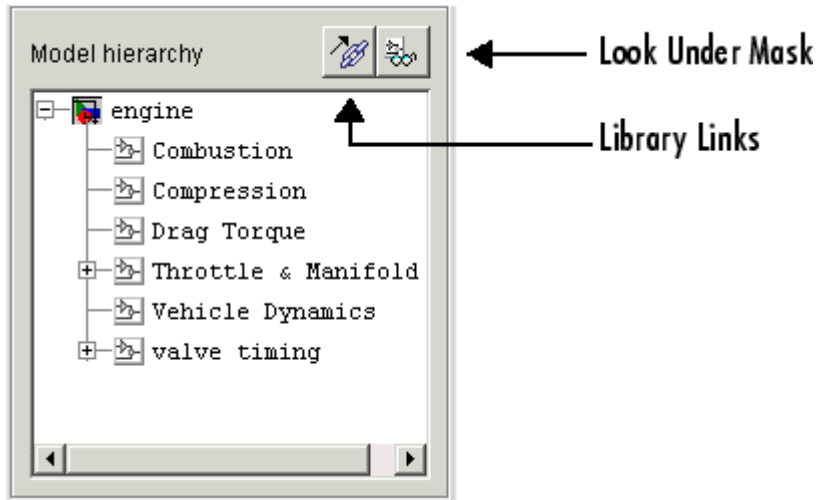 Model hierarchy
Look Under Mask
Library Links
engine
Combustion
Compression
Drag Torque
Throttle & Manifold
Vehicle Dynamics
valve timing